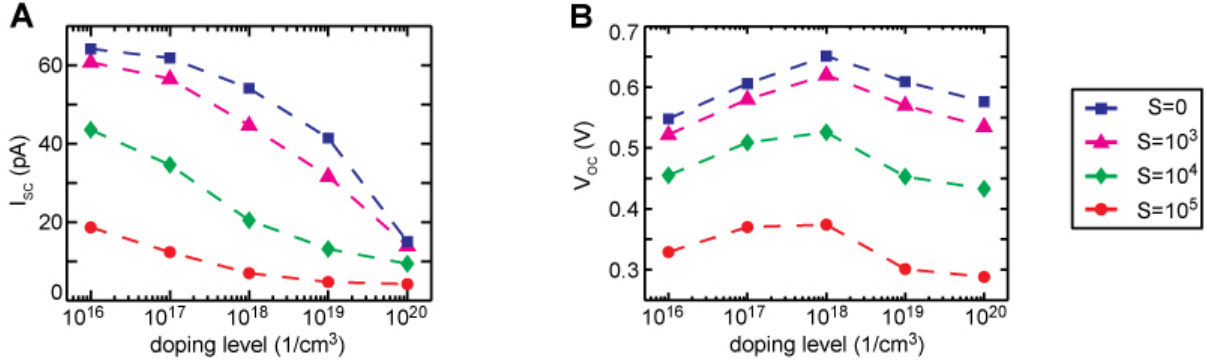 A
I_sc (pA)
60
40
20
0
10^16 10^17 10^18 10^19 10^20
doping level (1/cm^3)
B
V_oc (V)
0.7
0.6
0.5
0.4
0.3
10^16 10^17 10^18 10^19 10^20
doping level (1/cm^3)
S=0
S=10^3
S=10^4
S=10^5